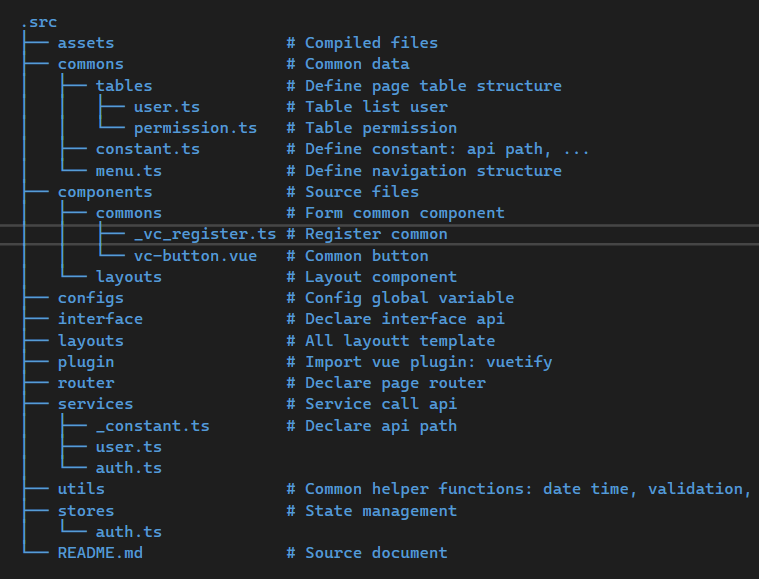 .src
├── assets                  # Compiled files
├── commons                 # Common data
│   ├── tables              # Define page table structure
│   │   ├── user.ts         # Table list user
│   │   └── permission.ts   # Table permission
│   ├── constant.ts         # Define constant: api path, ...
│   └── menu.ts             # Define navigation structure
├── components              # Source files
│   ├── commons             # Form common component
│   │   ├── _vc_register.ts # Register common
│   │   └── vc-button.vue   # Common button
│   └── layouts             # Layout component
├── configs                 # Config global variable
├── interface               # Declare interface api
├── layouts                 # All layoutt template
├── plugin                  # Import vue plugin: vuetify
├── router                  # Declare page router
├── services                # Service call api
│   ├── _constant.ts        # Declare api path
│   ├── user.ts
│   └── auth.ts
├── utils                   # Common helper functions: date time, validation,
├── stores                  # State management
│   └── auth.ts
└── README.md               # Source document